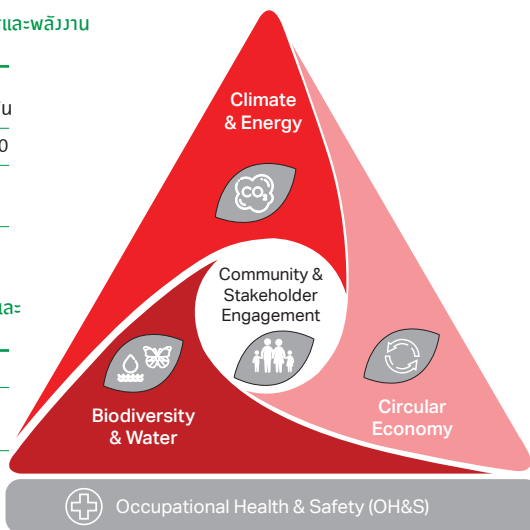 และพลังงาน
น
0
Climate
& Energy
CO₂
Community &
Stakeholder
Engagement
และ
Biodiversity
& Water
Circular
Economy
Occupational Health & Safety (OH&S)